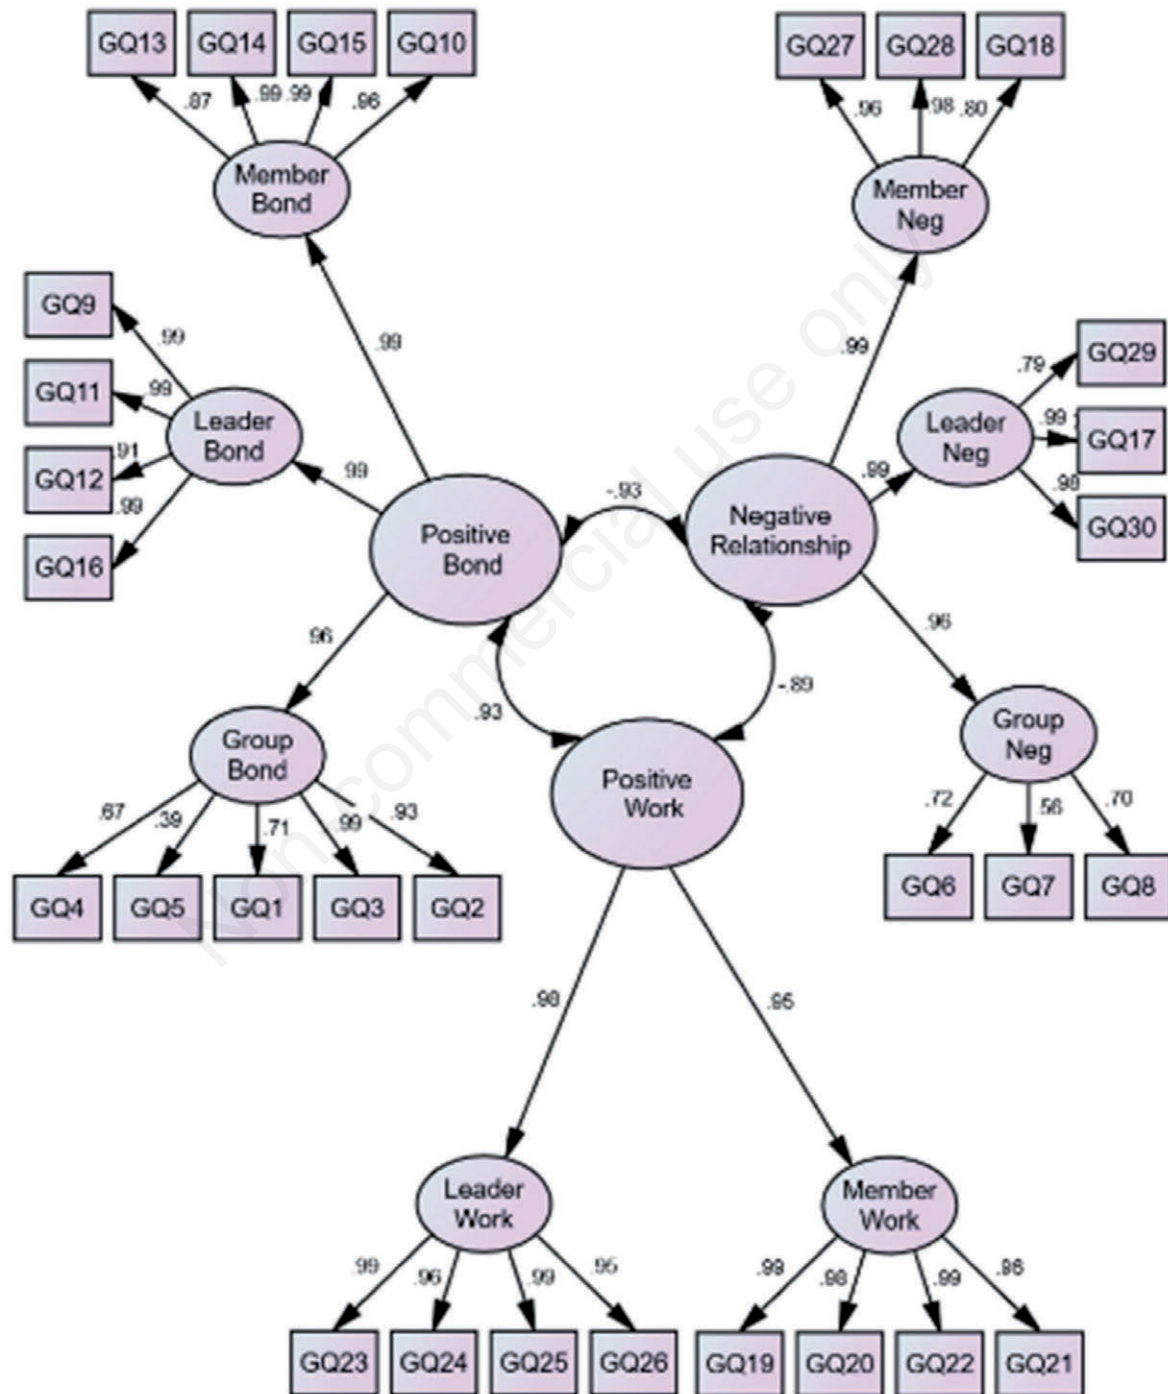 GQ13 GQ14 GQ15 GQ10
GQ27 GQ28 GQ18
.87 .99 .99 .96
.96 .98 .80
Member
Bond
Member
Neg
GQ9
.99
GQ11
.99
GQ12
.91
GQ16
.99
Leader
Bond
.99
99
.99
.99
Leader
Neg
.79
GQ29
.99
GQ17
.98
GQ30
Positive
Bond
-.93
Negative
Relationship
96
.93
-.89
.96
Group
Bond
Positive
Work
Group
Neg
.67 .39 .71 .99 .93
.72 56 .70
GQ4 GQ5 GQ1 GQ3 GQ2
GQ6 GQ7 GQ8
.98 .95
Leader
Work
Member
Work
.99 .96 .99 .95
.99 .98 .99
GQ23 GQ24 GQ25 GQ26
GQ19 GQ20 GQ22 GQ21
Non-commercial use only